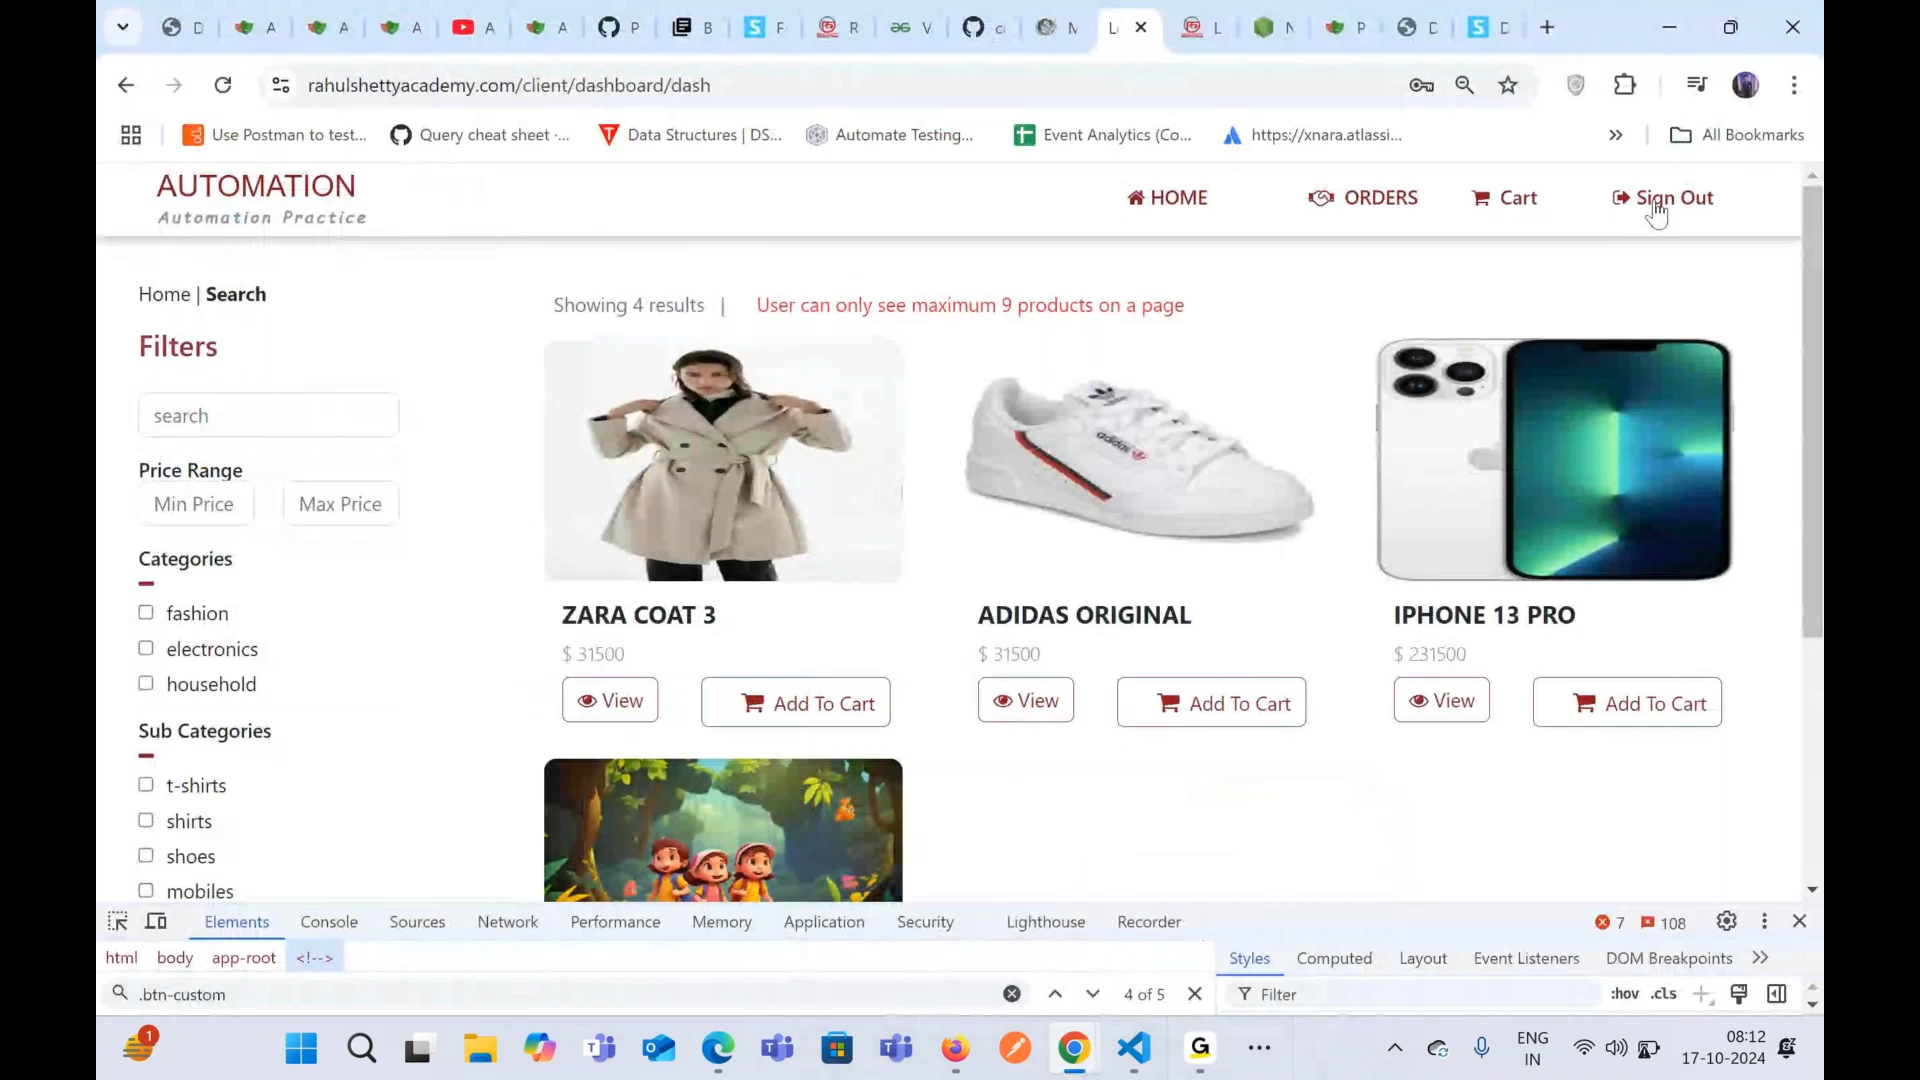 D A A A A P B F R V c M L L N P D D
rahulshettyacademy.com/client/dashboard/dash
Use Postman to test... Query cheat sheet ·... Data Structures | DS... Automate Testing... Event Analytics (Co... https://xnara.atlassi... All Bookmarks
AUTOMATION
Automation Practice
HOME ORDERS Cart Sign Out
Home | Search
Showing 4 results | User can only see maximum 9 products on a page
Filters
search
Price Range
Min Price Max Price
Categories
fashion
electronics
household
Sub Categories
t-shirts
shirts
shoes
mobiles
adidas
ZARA COAT 3
$ 31500
View Add To Cart
ADIDAS ORIGINAL
$ 31500
View Add To Cart
IPHONE 13 PRO
$ 231500
View Add To Cart
Elements Console Sources Network Performance Memory Application Security Lighthouse Recorder 7 108
html body app-root <!-->
Styles Computed Layout Event Listeners DOM Breakpoints
.btn-custom 4 of 5
Filter :hov .cls
1
ENG
IN
08:12
17-10-2024